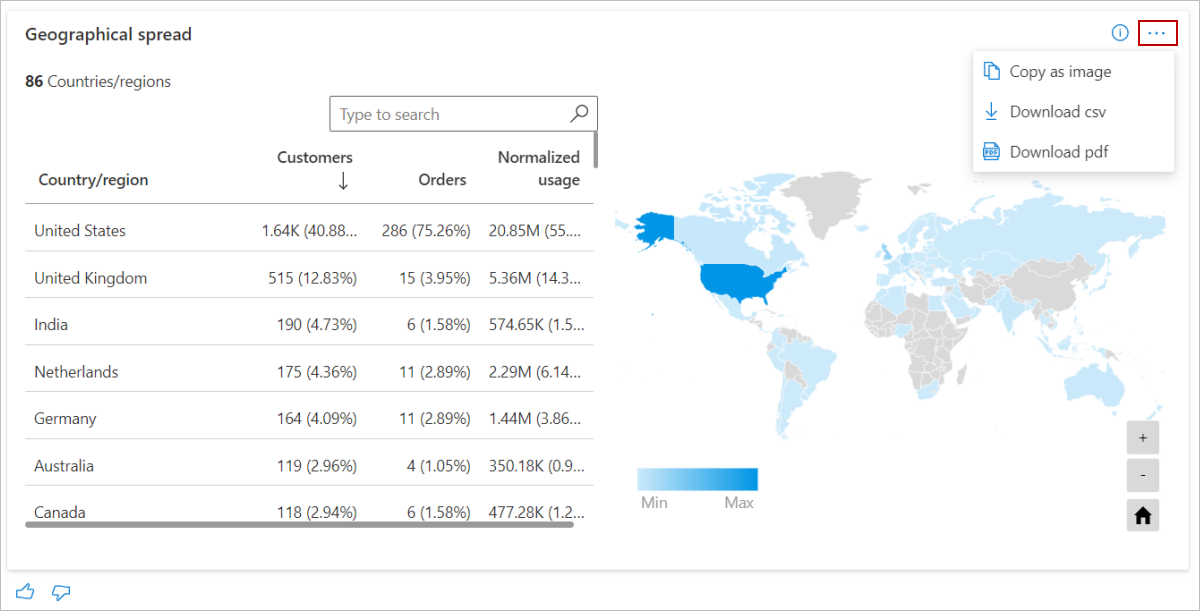 Geographical spread
86 Countries/regions
Copy as image
Download csv
Download pdf
Type to search
Country/region Customers ↓ Orders Normalized usage
United States 1.64K (40.88... 286 (75.26%) 20.85M (55....
United Kingdom 515 (12.83%) 15 (3.95%) 5.36M (14.3...
India 190 (4.73%) 6 (1.58%) 574.65K (1.5...
Netherlands 175 (4.36%) 11 (2.89%) 2.29M (6.14...
Germany 164 (4.09%) 11 (2.89%) 1.44M (3.86...
Australia 119 (2.96%) 4 (1.05%) 350.18K (0.9...
Canada 118 (2.94%) 6 (1.58%) 477.28K (1.2...
Min Max
+
-